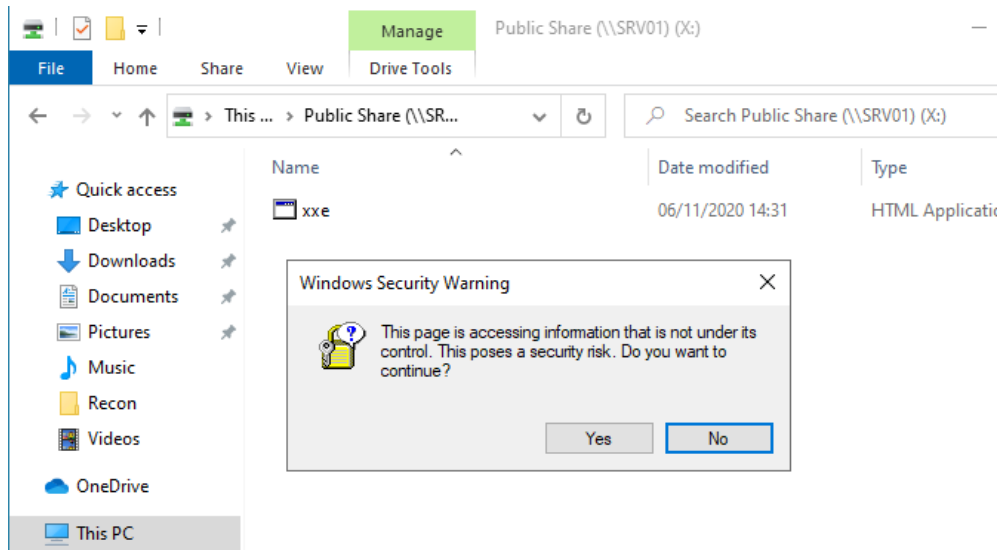 Manage
Public Share (\\SRV01) (X:)
File Home Share View Drive Tools
This ... > Public Share (\\SR...
Search Public Share (\\SRV01) (X:)
Name Date modified Type
Quick access
xxe 06/11/2020 14:31 HTML Applicatio
Desktop
Downloads
Documents
Pictures
Music
Recon
Videos
OneDrive
This PC
Windows Security Warning
This page is accessing information that is not under its
control. This poses a security risk. Do you want to
continue?
Yes No